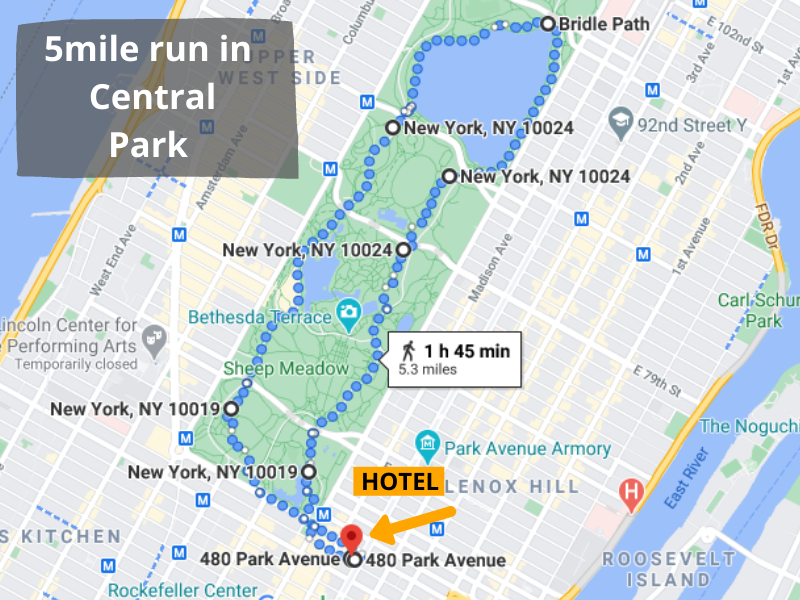 5mile run in
Central
Park
Bridle Path
E 102nd St
3rd Ave
1st Ave
Columbus
UPPER
WEST SIDE
New York, NY 10024
92nd Street Y
New York, NY 10024
Amsterdam Ave
2nd Ave
West End Ave
New York, NY 10024
Madison Ave
1st Avenue
FDR Dr
Bethesda Terrace
Carl Schur
Park
Lincoln Center for
Performing Arts
Temporarily closed
1 h 45 min
5.3 miles
Sheep Meadow
E 79th St
New York, NY 10019
The Noguchi
Park Avenue Armory
New York, NY 10019
HOTEL
LENOX HILL
H
East River
S KITCHEN
480 Park Avenue
480 Park Avenue
ROOSEVELT
ISLAND
Rockefeller Center